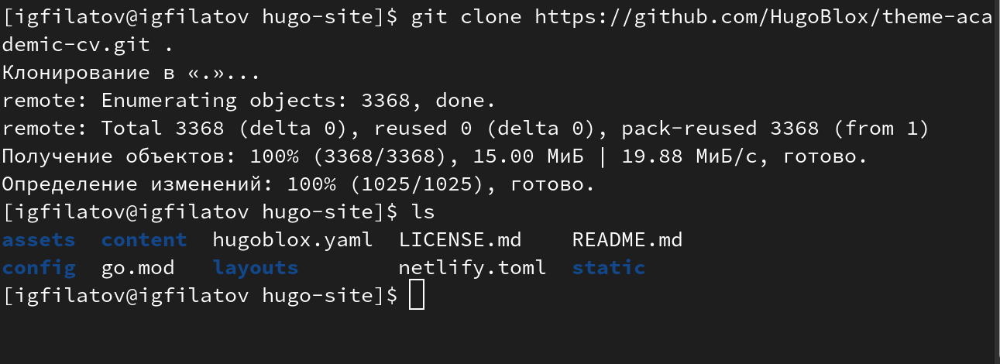 [igfilatov@igfilatov hugo-site]$ git clone https://github.com/HugoBlox/theme-aca
demic-cv.git .
Клонирование в «.»...
remote: Enumerating objects: 3368, done.
remote: Total 3368 (delta 0), reused 0 (delta 0), pack-reused 3368 (from 1)
Получение объектов: 100% (3368/3368), 15.00 МиБ | 19.88 МиБ/с, готово.
Определение изменений: 100% (1025/1025), готово.
[igfilatov@igfilatov hugo-site]$ ls
assets  content  hugoblox.yaml  LICENSE.md    README.md
config  go.mod   layouts        netlify.toml  static
[igfilatov@igfilatov hugo-site]$